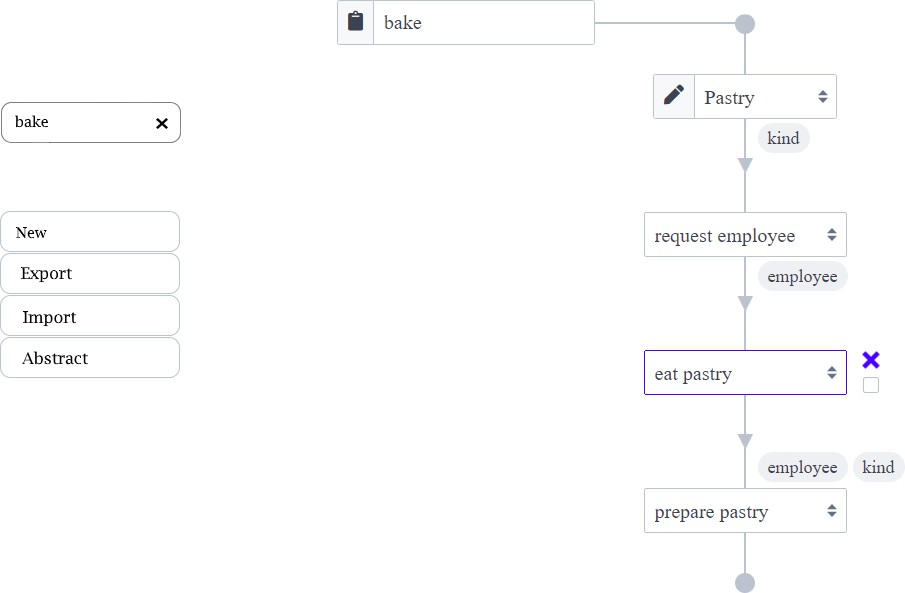 bake
bake
New
Export
Import
Abstract
Pastry
kind
request employee
employee
eat pastry
employee kind
prepare pastry